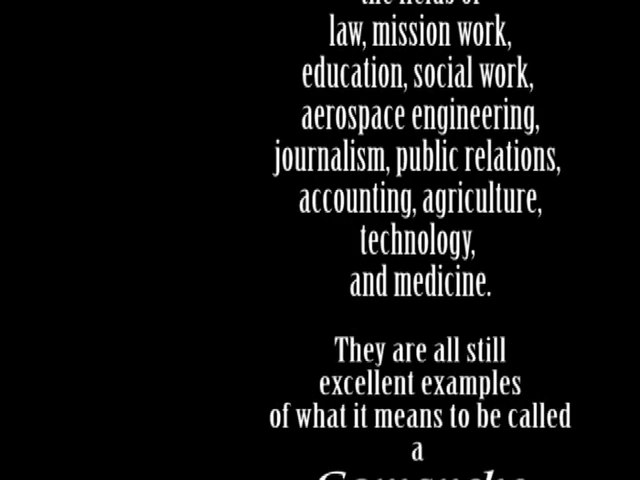 the fields of
law, mission work,
education, social work,
aerospace engineering,
journalism, public relations,
accounting, agriculture,
technology,
and medicine.
They are all still
excellent examples
of what it means to be called
a
Comanche